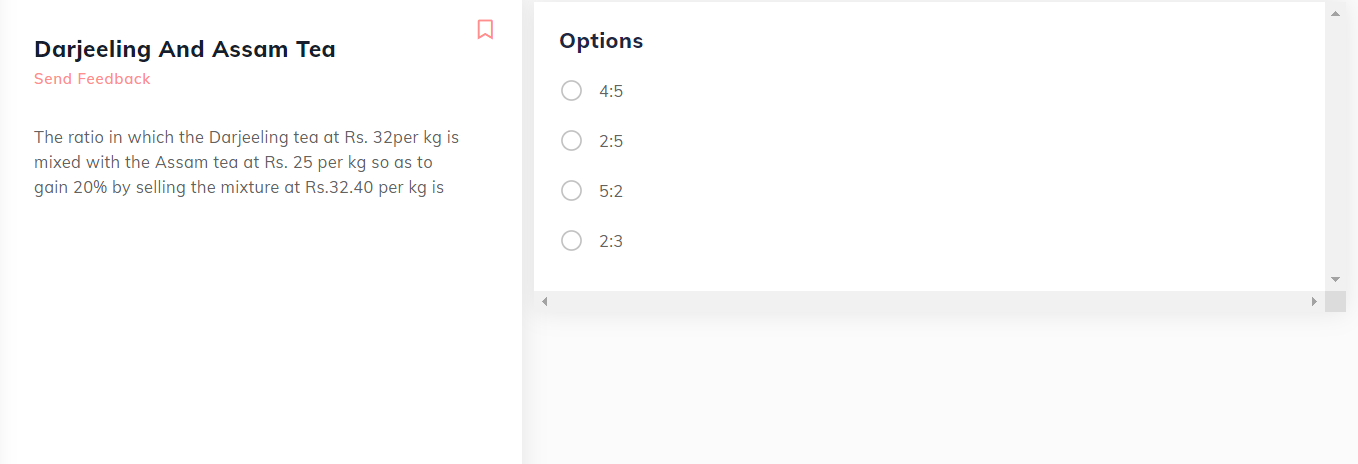 Darjeeling And Assam Tea
Send Feedback
The ratio in which the Darjeeling tea at Rs. 32per kg is
mixed with the Assam tea at Rs. 25 per kg so as to
gain 20% by selling the mixture at Rs.32.40 per kg is
Options
4:5
2:5
5:2
2:3